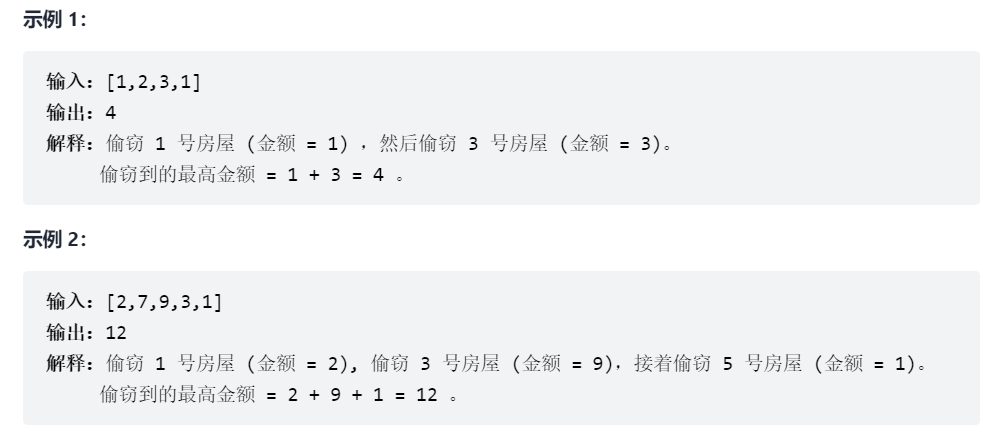 示例 1:
输入: [1,2,3,1]
输出: 4
解释: 偷窃 1 号房屋 (金额 = 1) ，然后偷窃 3 号房屋 (金额 = 3)。
偷窃到的最高金额 = 1 + 3 = 4 。
示例 2:
输入: [2,7,9,3,1]
输出: 12
解释: 偷窃 1 号房屋 (金额 = 2), 偷窃 3 号房屋 (金额 = 9)，接着偷窃 5 号房屋 (金额 = 1)。
偷窃到的最高金额 = 2 + 9 + 1 = 12 。